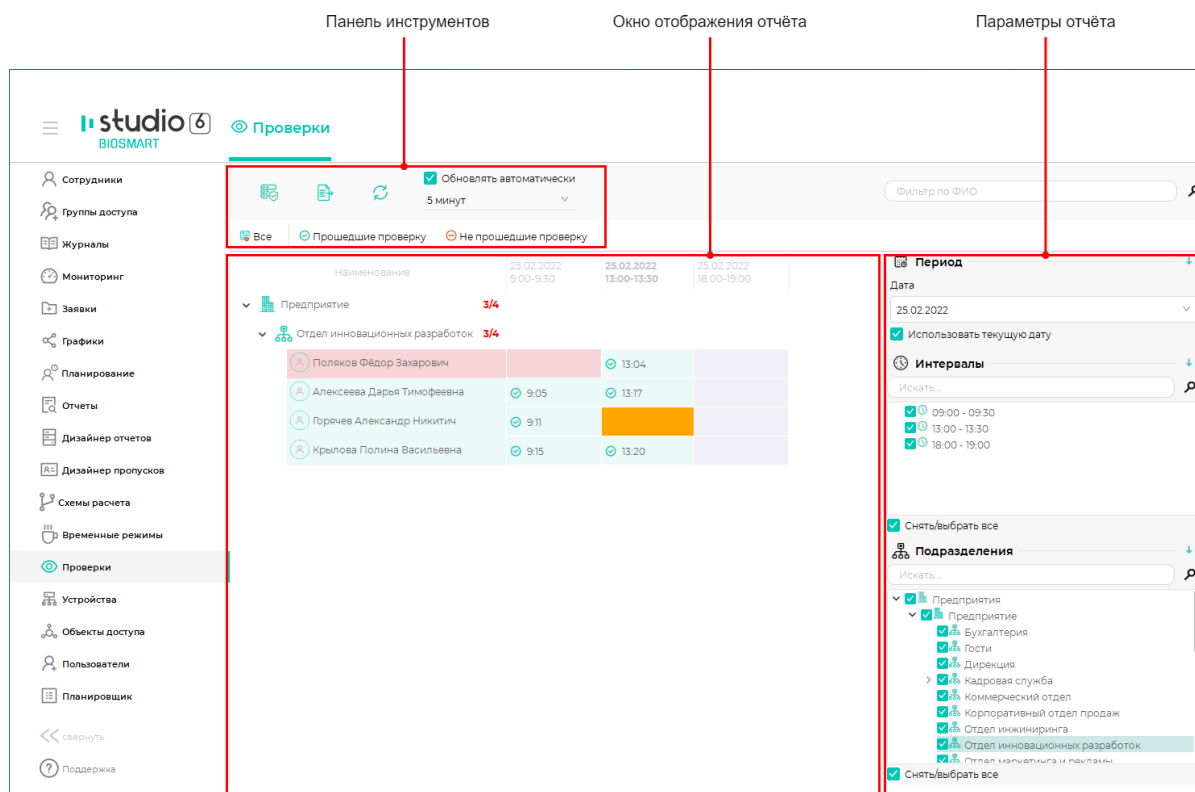 Панель инструментов
Окно отображения отчёта
Параметры отчёта
studio 6
BIOSMART
Проверки
Сотрудники
Группы доступа
Журналы
Мониторинг
Заявки
Графики
Планирование
Отчеты
Дизайнер отчетов
Дизайнер пропусков
Схемы расчета
Временные режимы
Проверки
Устройства
Объекты доступа
Пользователи
Планировщик
свернуть
Поддержка
Обновлять автоматически
5 минут
Фильтр по ФИО
Все Прошедшие проверку Не прошедшие проверку
Наименование
25.02.2022 9:00-9:30
25.02.2022 13:00-13:30
25.02.2022 18:00-19:00
Предприятие 3/4
Отдел инновационных разработок 3/4
Поляков Фёдор Захарович 13:04
Алексеева Дарья Тимофеевна 9:05 13:17
Горячев Александр Никитич 9:11
Крылова Полина Васильевна 9:15 13:20
Период
Дата
25.02.2022
Использовать текущую дату
Интервалы
Искать...
09:00 - 09:30
13:00 - 13:30
18:00 - 19:00
Снять/выбрать все
Подразделения
Искать...
Предприятия
Предприятие
Бухгалтерия
Гости
Дирекция
Кадровая служба
Коммерческий отдел
Корпоративный отдел продаж
Отдел инжиниринга
Отдел инновационных разработок
Отдел маркетинга и рекламы
Снять/выбрать все